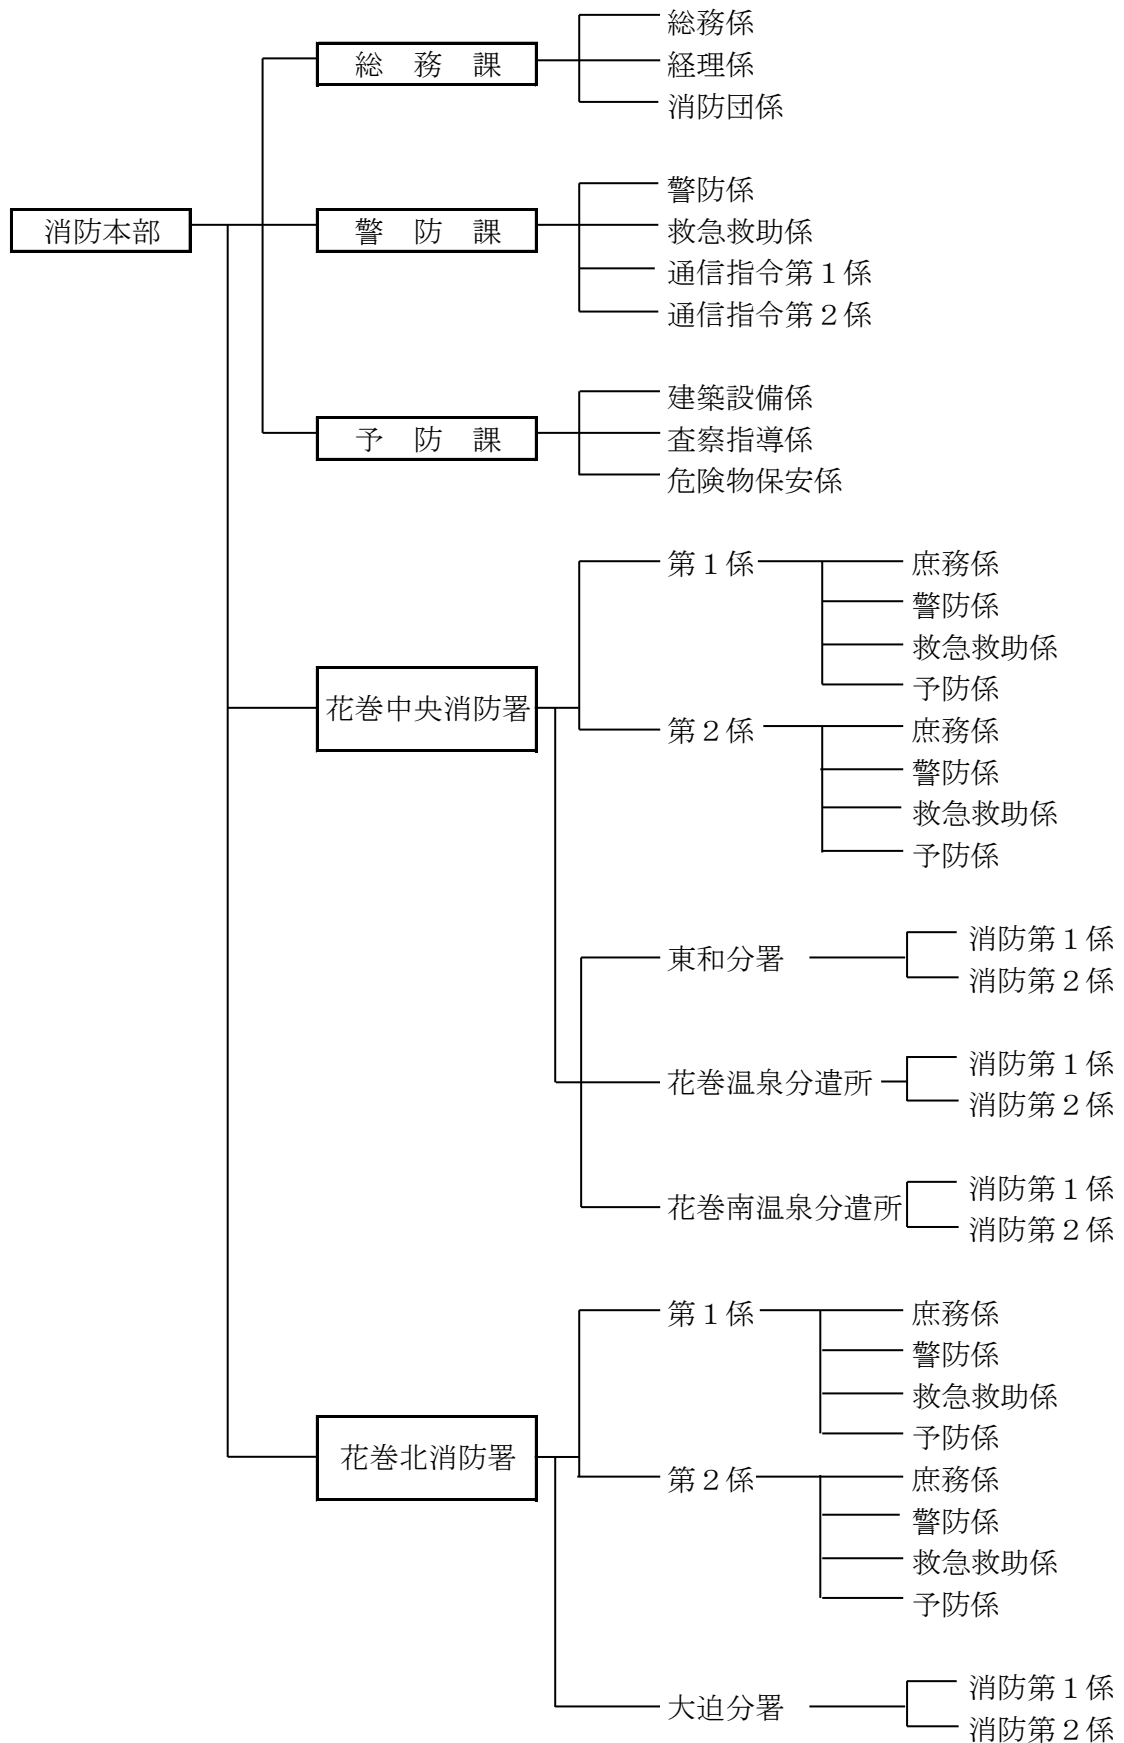 総務係
総　務　課
経理係
消防団係
警防係
消防本部
警　防　課
救急救助係
通信指令第１係
通信指令第２係
建築設備係
予　防　課
査察指導係
危険物保安係
第１係
庶務係
警防係
救急救助係
予防係
花巻中央消防署
第２係
庶務係
警防係
救急救助係
予防係
東和分署
消防第１係
消防第２係
花巻温泉分遣所
消防第１係
消防第２係
花巻南温泉分遣所
消防第１係
消防第２係
第１係
庶務係
警防係
救急救助係
予防係
花巻北消防署
第２係
庶務係
警防係
救急救助係
予防係
大迫分署
消防第１係
消防第２係